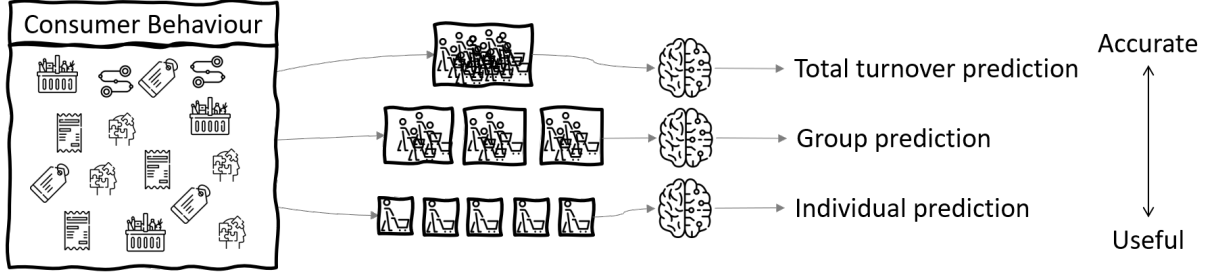 Consumer Behaviour
Accurate
Total turnover prediction
Group prediction
Individual prediction
Useful